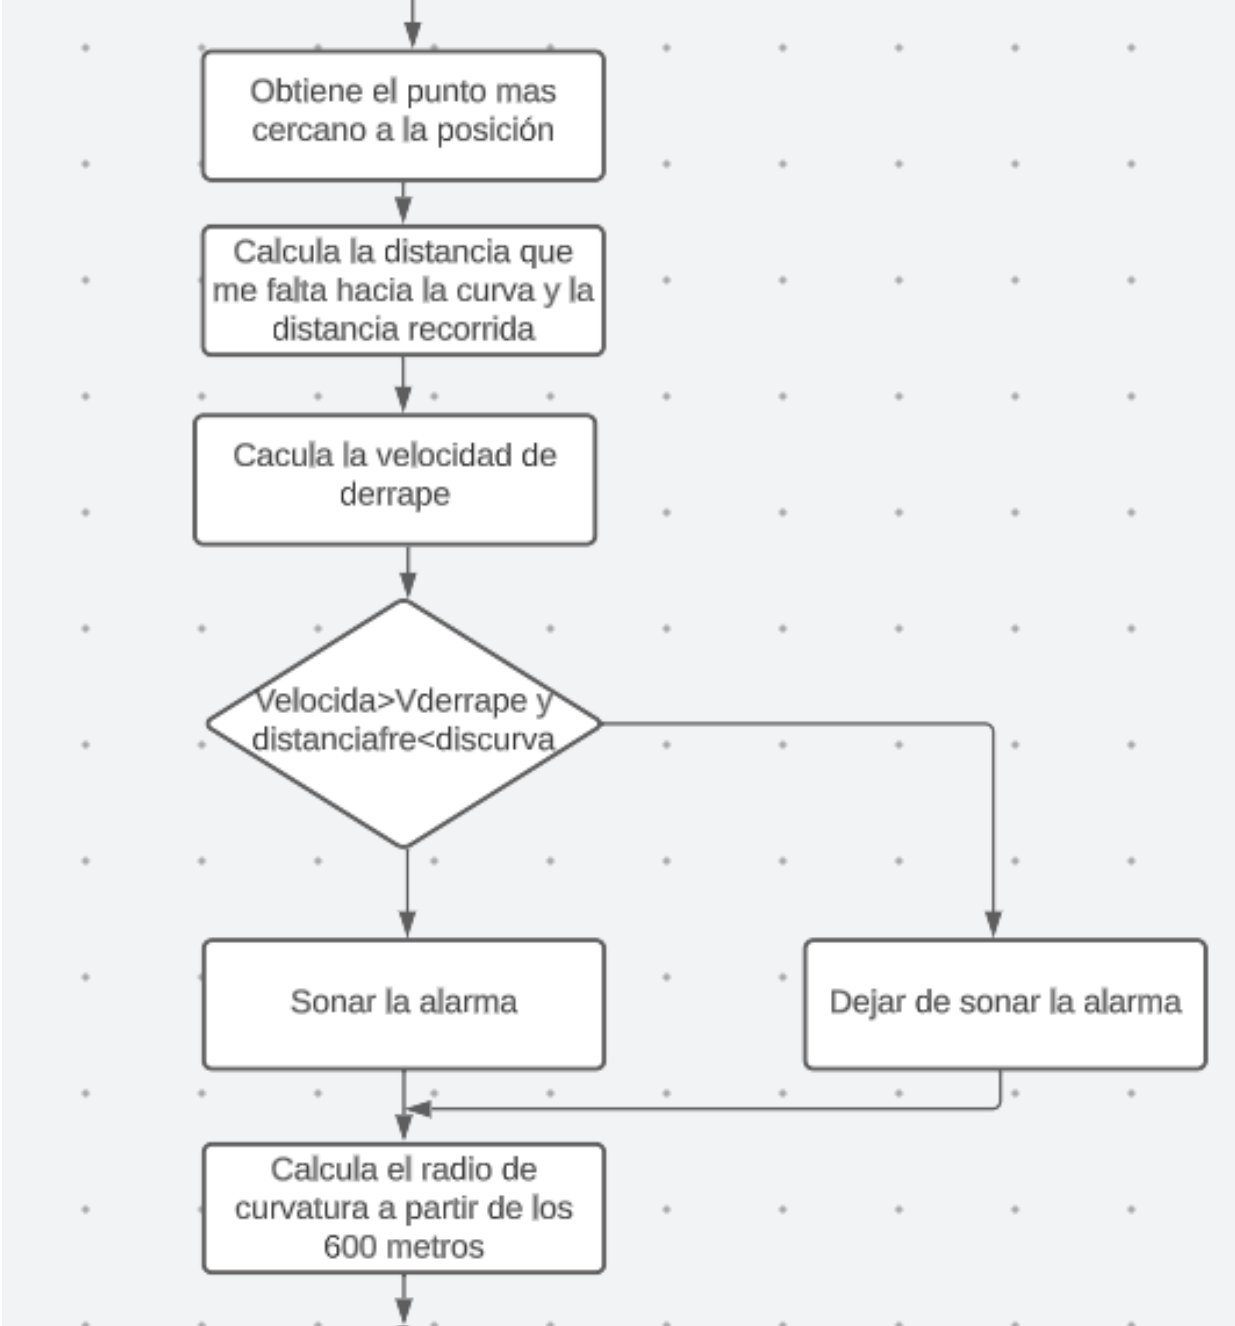 Obtiene el punto mas
cercano a la posición
Calcula la distancia que
me falta hacia la curva y la
distancia recorrida
Cacula la velocidad de
derrape
Velocida>Vderrape y
distanciafre<discurva
Sonar la alarma
Dejar de sonar la alarma
Calcula el radio de
curvatura a partir de los
600 metros